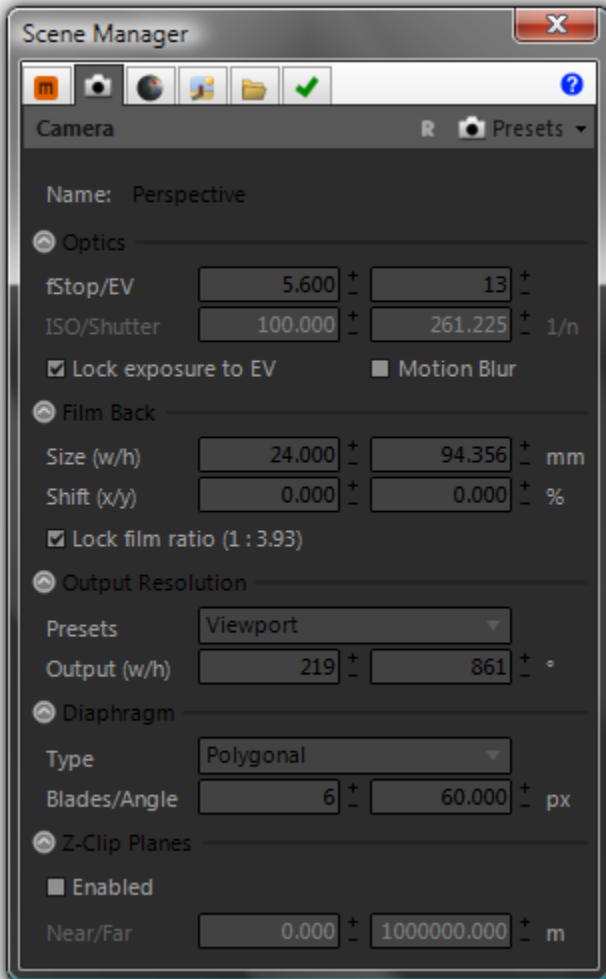 Scene Manager
m
?
Camera R Presets
Name: Perspective
Optics
fStop/EV 5.600 + - 13 + -
ISO/Shutter 100.000 + - 261.225 + - 1/n
Lock exposure to EV Motion Blur
Film Back
Size (w/h) 24.000 + - 94.356 + - mm
Shift (x/y) 0.000 + - 0.000 + - %
Lock film ratio (1 : 3.93)
Output Resolution
Presets Viewport
Output (w/h) 219 + - 861 + - °
Diaphragm
Type Polygonal
Blades/Angle 6 + - 60.000 + - px
Z-Clip Planes
Enabled
Near/Far 0.000 + - 1000000.000 + - m